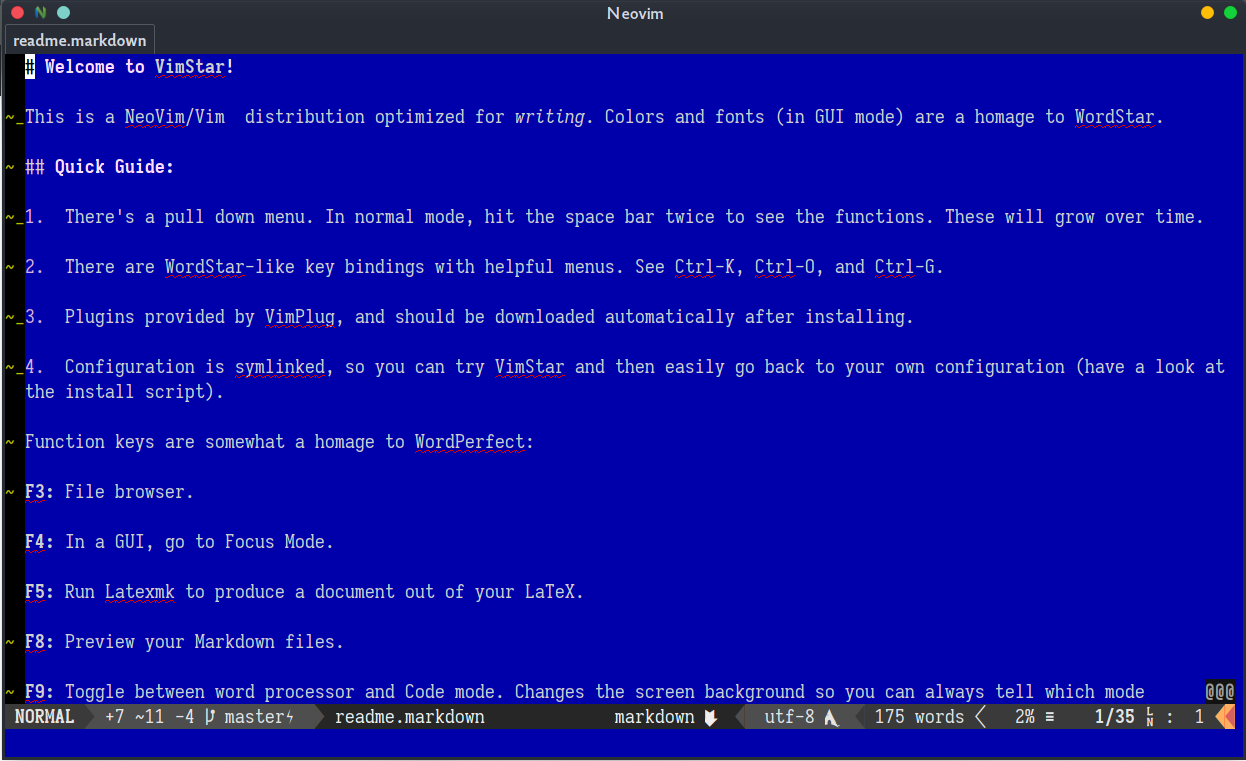 Neovim
readme.markdown
# Welcome to VimStar!
~_This is a NeoVim/Vim  distribution optimized for writing. Colors and fonts (in GUI mode) are a homage to WordStar.
~ ## Quick Guide:
~_1.  There's a pull down menu. In normal mode, hit the space bar twice to see the functions. These will grow over time.
~ 2.  There are WordStar-like key bindings with helpful menus. See Ctrl-K, Ctrl-O, and Ctrl-G.
~_3.  Plugins provided by VimPlug, and should be downloaded automatically after installing.
~_4.  Configuration is symlinked, so you can try VimStar and then easily go back to your own configuration (have a look at
the install script).
~ Function keys are somewhat a homage to WordPerfect:
~ F3: File browser.
F4: In a GUI, go to Focus Mode.
F5: Run Latexmk to produce a document out of your LaTeX.
~ F8: Preview your Markdown files.
~ F9: Toggle between word processor and Code mode. Changes the screen background so you can always tell which mode @@@
NORMAL +7 ~11 -4 master⚡ readme.markdown markdown utf-8 175 words 2% ≡ 1/35 LN : 1